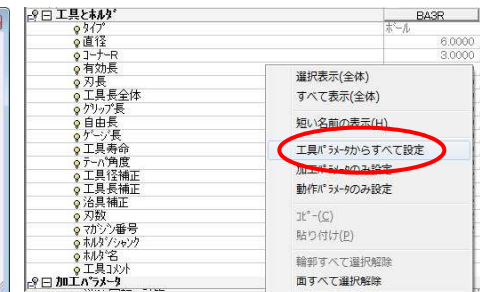 工具とﾎﾙﾀﾞ BA3R
ﾀｲﾌﾟ ﾎﾞｰﾙ
直径 6.0000
ｺｰﾅｰR 3.0000
有効長
刃長
工具長全体
ｸﾞﾘｯﾌﾟ長
自由長
ｹﾞｰｼﾞ長
工具寿命
ﾃｰﾊﾟ角度
工具径補正
工具長補正
治具補正
刃数
ﾏｶﾞｼﾞﾝ番号
ﾎﾙﾀﾞ/ｼｬﾝｸ
ﾎﾙﾀﾞ名
工具ｺﾒﾝﾄ
加工ﾊﾟﾗﾒｰﾀ
選択表示(全体)
すべて表示(全体)
短い名前の表示(H)
工具ﾊﾟﾗﾒｰﾀからすべて設定
加工ﾊﾟﾗﾒｰﾀのみ設定
動作ﾊﾟﾗﾒｰﾀのみ設定
ｺﾋﾟｰ(C)
貼り付け(P)
輪郭すべて選択解除
面すべて選択解除